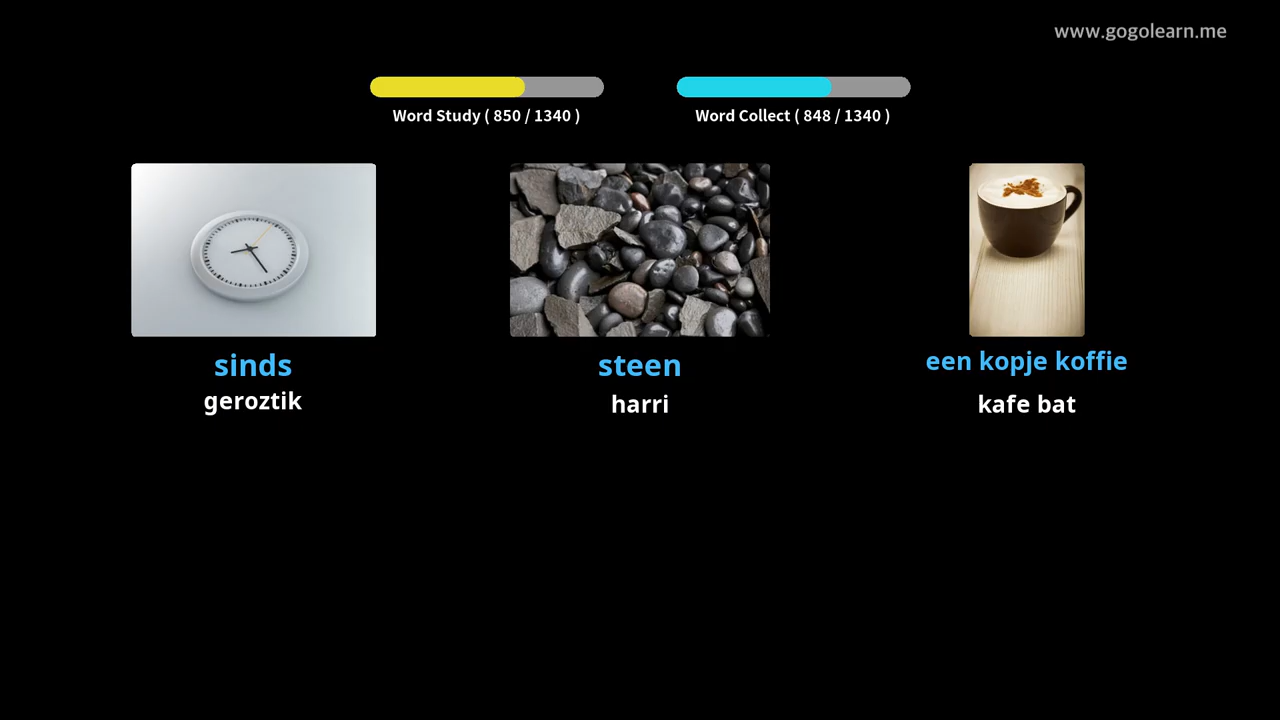 www.gogolearn.me
Word Study ( 850 / 1340 )
Word Collect ( 848 / 1340 )
sinds
geroztik
steen
harri
een kopje koffie
kafe bat